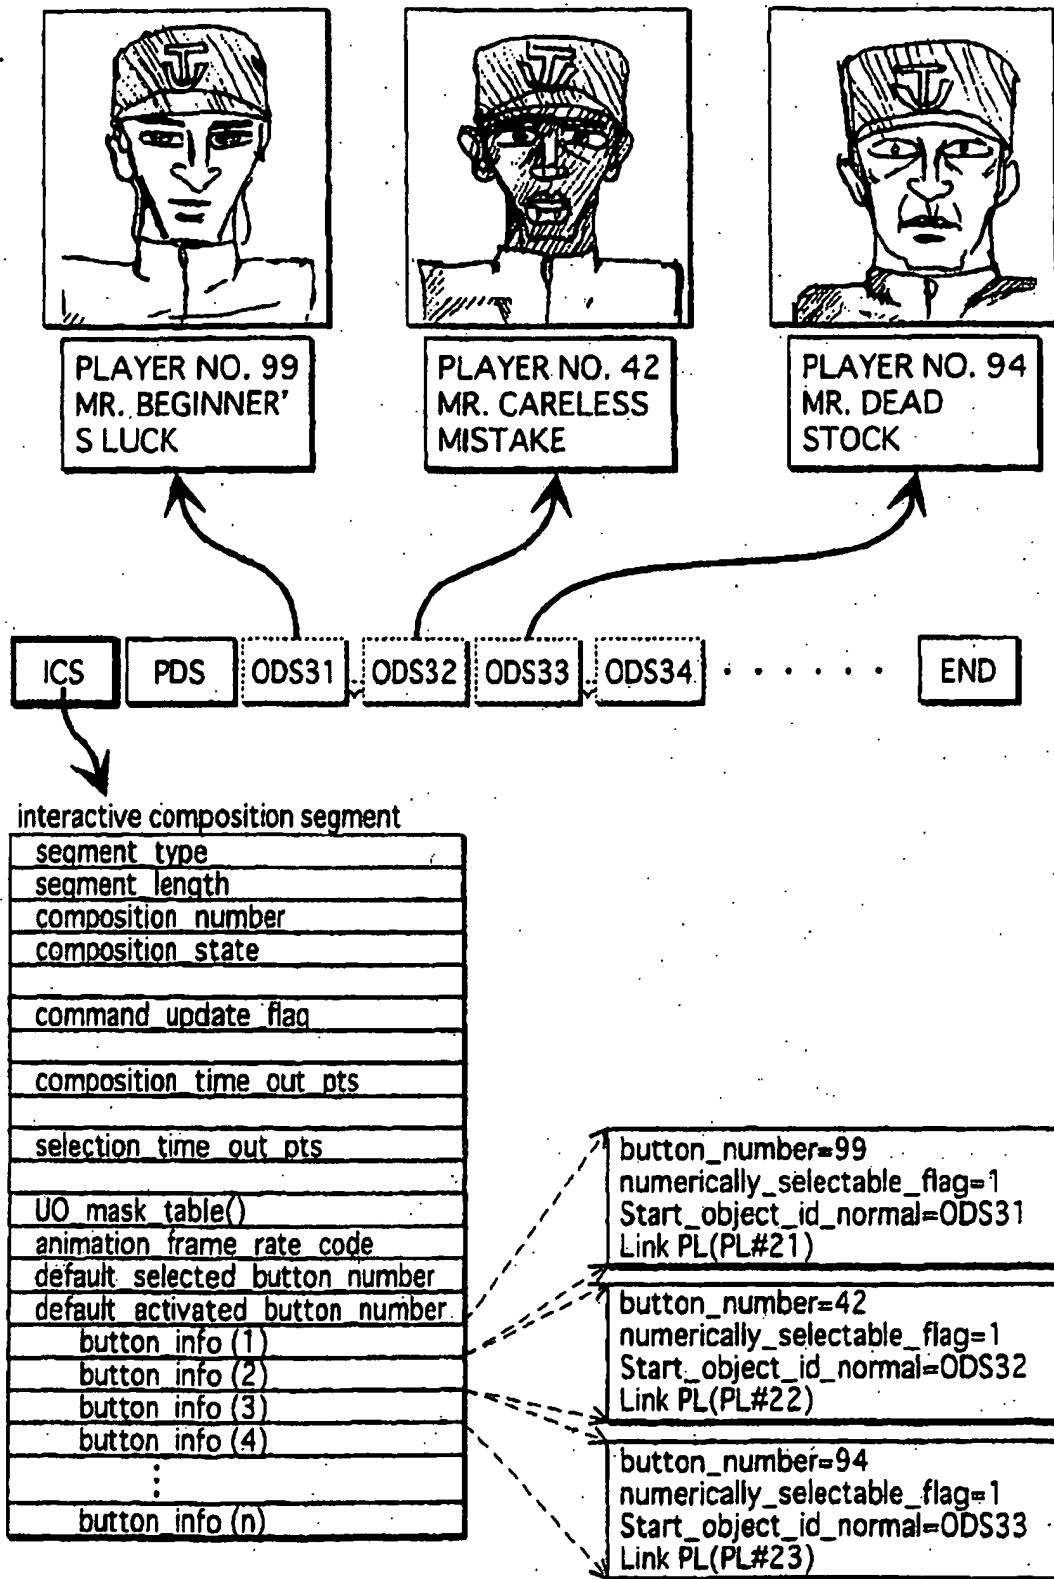 PLAYER NO. 99
MR. BEGINNER'
S LUCK
PLAYER NO. 42
MR. CARELESS
MISTAKE
PLAYER NO. 94
MR. DEAD
STOCK
ICS
PDS
ODS31
ODS32
ODS33
ODS34
END
interactive composition segment
segment_type
segment_length
composition_number
composition_state
command_update_flag
composition_time_out_pts
selection_time_out_pts
UO_mask_table()
animation_frame_rate_code
default_selected_button_number
default_activated_button_number
button_info (1)
button_info (2)
button_info (3)
button_info (4)
button_info (n)
button_number=99
numerically_selectable_flag=1
Start_object_id_normal=ODS31
Link PL(PL#21)
button_number=42
numerically_selectable_flag=1
Start_object_id_normal=ODS32
Link PL(PL#22)
button_number=94
numerically_selectable_flag=1
Start_object_id_normal=ODS33
Link PL(PL#23)